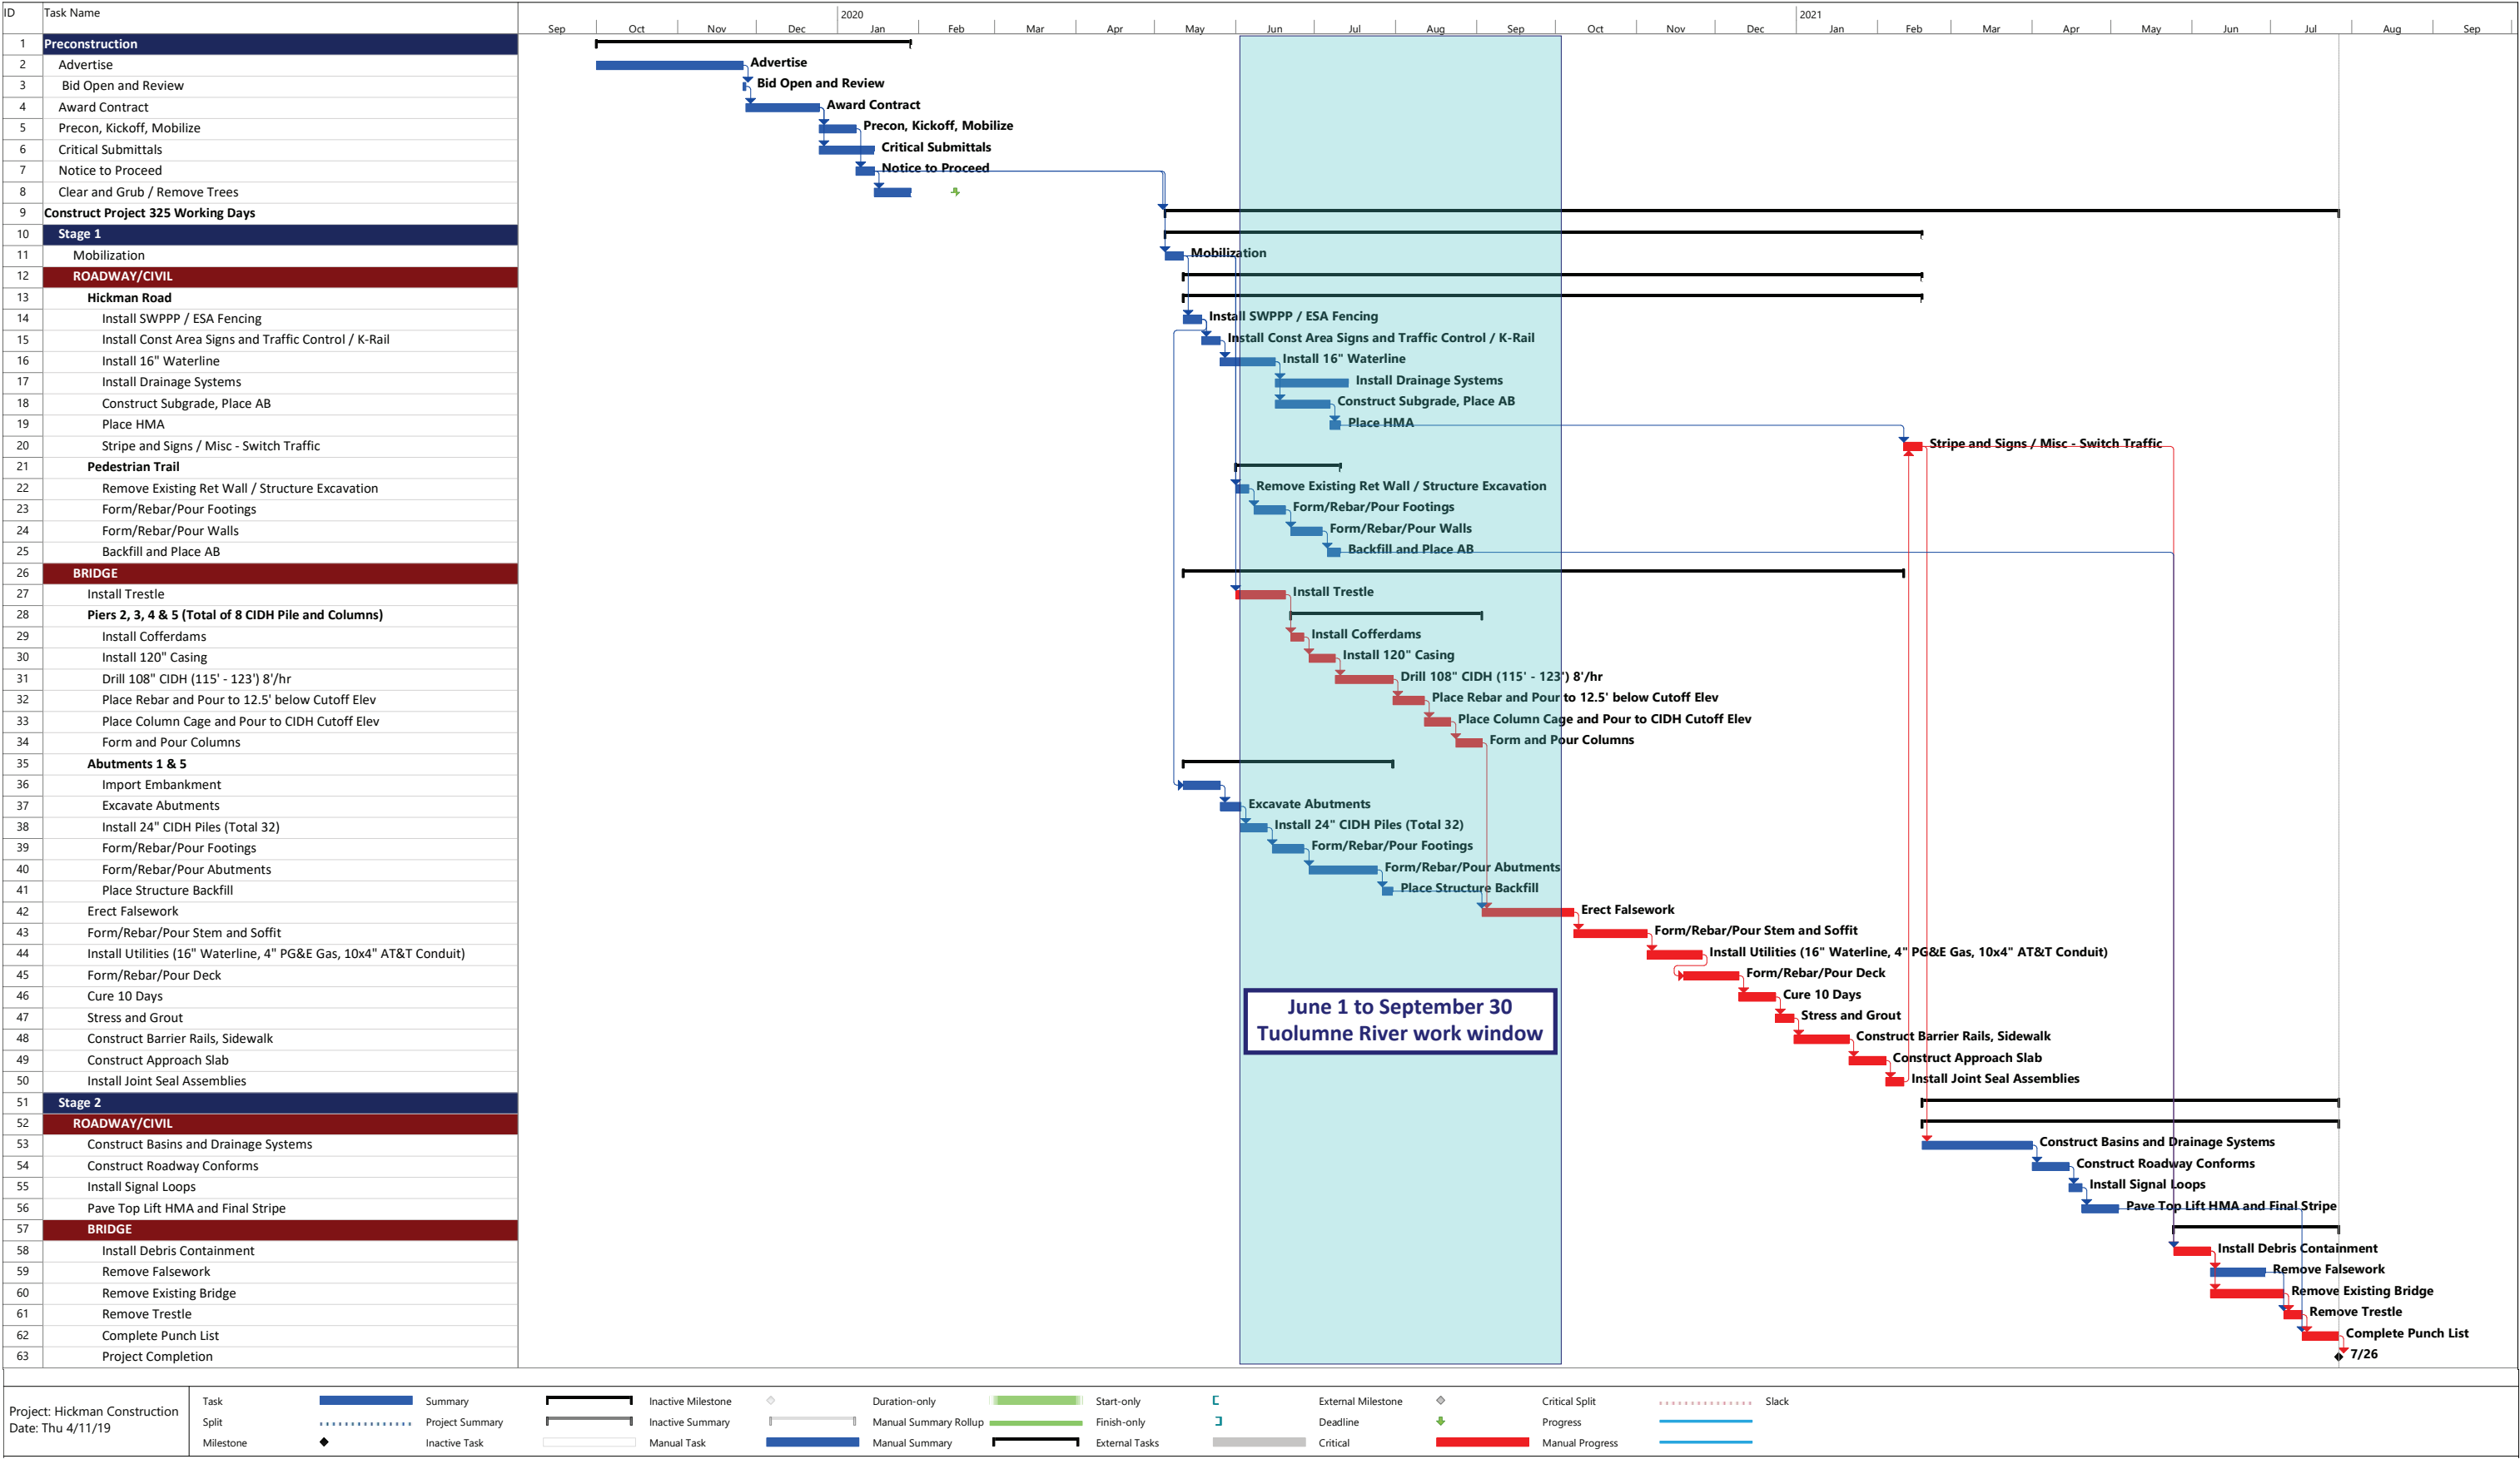 ID Task Name 2020 2021
Sep Oct Nov Dec Jan Feb Mar Apr May Jun Jul Aug Sep Oct Nov Dec Jan Feb Mar Apr May Jun Jul Aug Sep
1 Preconstruction
2 Advertise Advertise
3 Bid Open and Review Bid Open and Review
4 Award Contract Award Contract
5 Precon, Kickoff, Mobilize Precon, Kickoff, Mobilize
6 Critical Submittals Critical Submittals
7 Notice to Proceed Notice to Proceed
8 Clear and Grub / Remove Trees
9 Construct Project 325 Working Days
10 Stage 1
11 Mobilization Mobilization
12 ROADWAY/CIVIL
13 Hickman Road
14 Install SWPPP / ESA Fencing Install SWPPP / ESA Fencing
15 Install Const Area Signs and Traffic Control / K-Rail Install Const Area Signs and Traffic Control / K-Rail
16 Install 16" Waterline Install 16" Waterline
17 Install Drainage Systems Install Drainage Systems
18 Construct Subgrade, Place AB Construct Subgrade, Place AB
19 Place HMA Place HMA
20 Stripe and Signs / Misc - Switch Traffic Stripe and Signs / Misc - Switch Traffic
21 Pedestrian Trail
22 Remove Existing Ret Wall / Structure Excavation Remove Existing Ret Wall / Structure Excavation
23 Form/Rebar/Pour Footings Form/Rebar/Pour Footings
24 Form/Rebar/Pour Walls Form/Rebar/Pour Walls
25 Backfill and Place AB Backfill and Place AB
26 BRIDGE
27 Install Trestle Install Trestle
28 Piers 2, 3, 4 & 5 (Total of 8 CIDH Pile and Columns)
29 Install Cofferdams Install Cofferdams
30 Install 120" Casing Install 120" Casing
31 Drill 108" CIDH (115' - 123') 8'/hr Drill 108" CIDH (115' - 123') 8'/hr
32 Place Rebar and Pour to 12.5' below Cutoff Elev Place Rebar and Pour to 12.5' below Cutoff Elev
33 Place Column Cage and Pour to CIDH Cutoff Elev Place Column Cage and Pour to CIDH Cutoff Elev
34 Form and Pour Columns Form and Pour Columns
35 Abutments 1 & 5
36 Import Embankment
37 Excavate Abutments Excavate Abutments
38 Install 24" CIDH Piles (Total 32) Install 24" CIDH Piles (Total 32)
39 Form/Rebar/Pour Footings Form/Rebar/Pour Footings
40 Form/Rebar/Pour Abutments Form/Rebar/Pour Abutments
41 Place Structure Backfill Place Structure Backfill
42 Erect Falsework Erect Falsework
43 Form/Rebar/Pour Stem and Soffit Form/Rebar/Pour Stem and Soffit
44 Install Utilities (16" Waterline, 4" PG&E Gas, 10x4" AT&T Conduit) Install Utilities (16" Waterline, 4" PG&E Gas, 10x4" AT&T Conduit)
45 Form/Rebar/Pour Deck Form/Rebar/Pour Deck
46 Cure 10 Days Cure 10 Days
47 Stress and Grout Stress and Grout
June 1 to September 30
Tuolumne River work window
48 Construct Barrier Rails, Sidewalk Construct Barrier Rails, Sidewalk
49 Construct Approach Slab Construct Approach Slab
50 Install Joint Seal Assemblies Install Joint Seal Assemblies
51 Stage 2
52 ROADWAY/CIVIL
53 Construct Basins and Drainage Systems Construct Basins and Drainage Systems
54 Construct Roadway Conforms Construct Roadway Conforms
55 Install Signal Loops Install Signal Loops
56 Pave Top Lift HMA and Final Stripe Pave Top Lift HMA and Final Stripe
57 BRIDGE
58 Install Debris Containment Install Debris Containment
59 Remove Falsework Remove Falsework
60 Remove Existing Bridge Remove Existing Bridge
61 Remove Trestle Remove Trestle
62 Complete Punch List Complete Punch List
63 Project Completion 7/26
Project: Hickman Construction
Date: Thu 4/11/19
Task Summary Inactive Milestone Duration-only Start-only External Milestone Critical Split Slack
Split Project Summary Inactive Summary Manual Summary Rollup Finish-only Deadline Progress
Milestone Inactive Task Manual Task Manual Summary External Tasks Critical Manual Progress